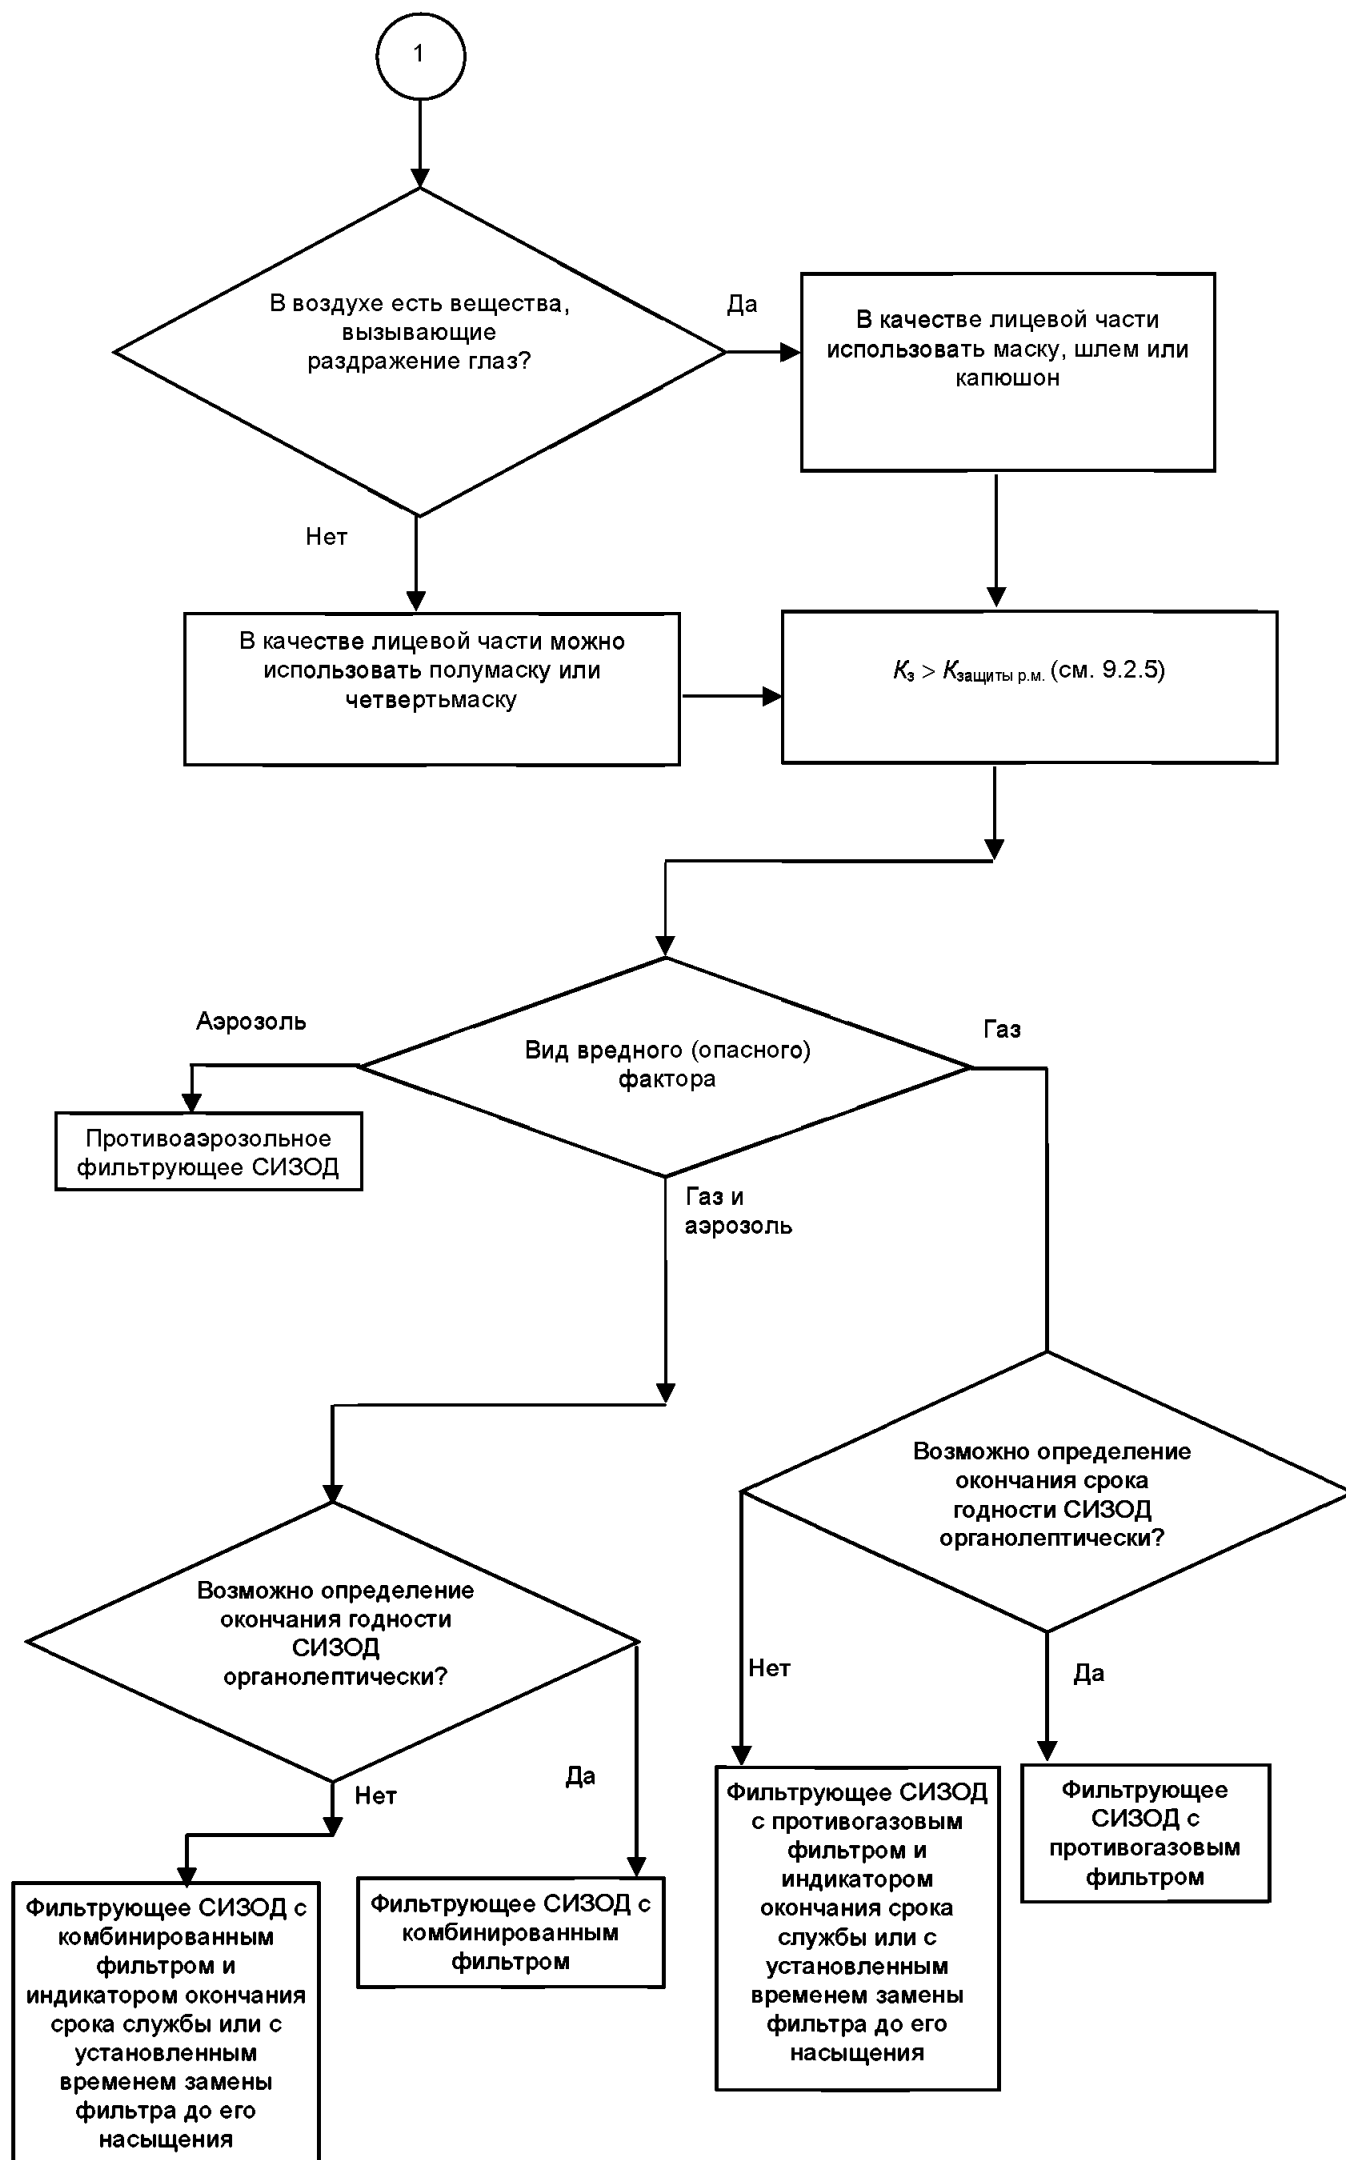 1
В воздухе есть вещества,
вызывающие
раздражение глаз?
Да
В качестве лицевой части
использовать маску, шлем или
капюшон
Нет
В качестве лицевой части можно
использовать полумаску или
четвертьмаску
Kз > Kзащиты р.м. (см. 9.2.5)
Аэрозоль
Вид вредного (опасного)
фактора
Газ
Противоаэрозольное
фильтрующее СИЗОД
Газ и
аэрозоль
Возможно определение
окончания срока
годности СИЗОД
органолептически?
Возможно определение
окончания годности
СИЗОД
органолептически?
Нет
Да
Да
Нет
Фильтрующее СИЗОД
с противогазовым
фильтром и
индикатором
окончания срока
службы или с
установленным
временем замены
фильтра до его
насыщения
Фильтрующее
СИЗОД с
противогазовым
фильтром
Фильтрующее СИЗОД с
комбинированным
фильтром и
индикатором окончания
срока службы или с
установленным
временем замены
фильтра до его
насыщения
Фильтрующее СИЗОД с
комбинированным
фильтром